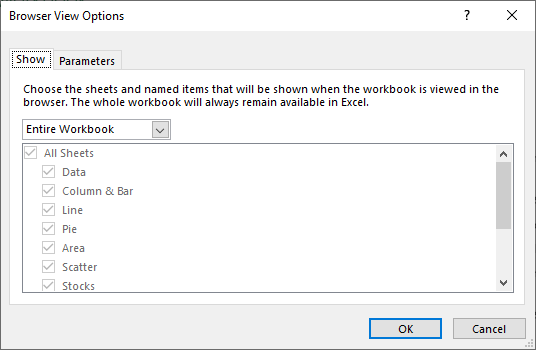 Browser View Options
?
Show
Parameters
Choose the sheets and named items that will be shown when the workbook is viewed in the
browser. The whole workbook will always remain available in Excel.
Entire Workbook
All Sheets
Data
Column & Bar
Line
Pie
Area
Scatter
Stocks
OK
Cancel